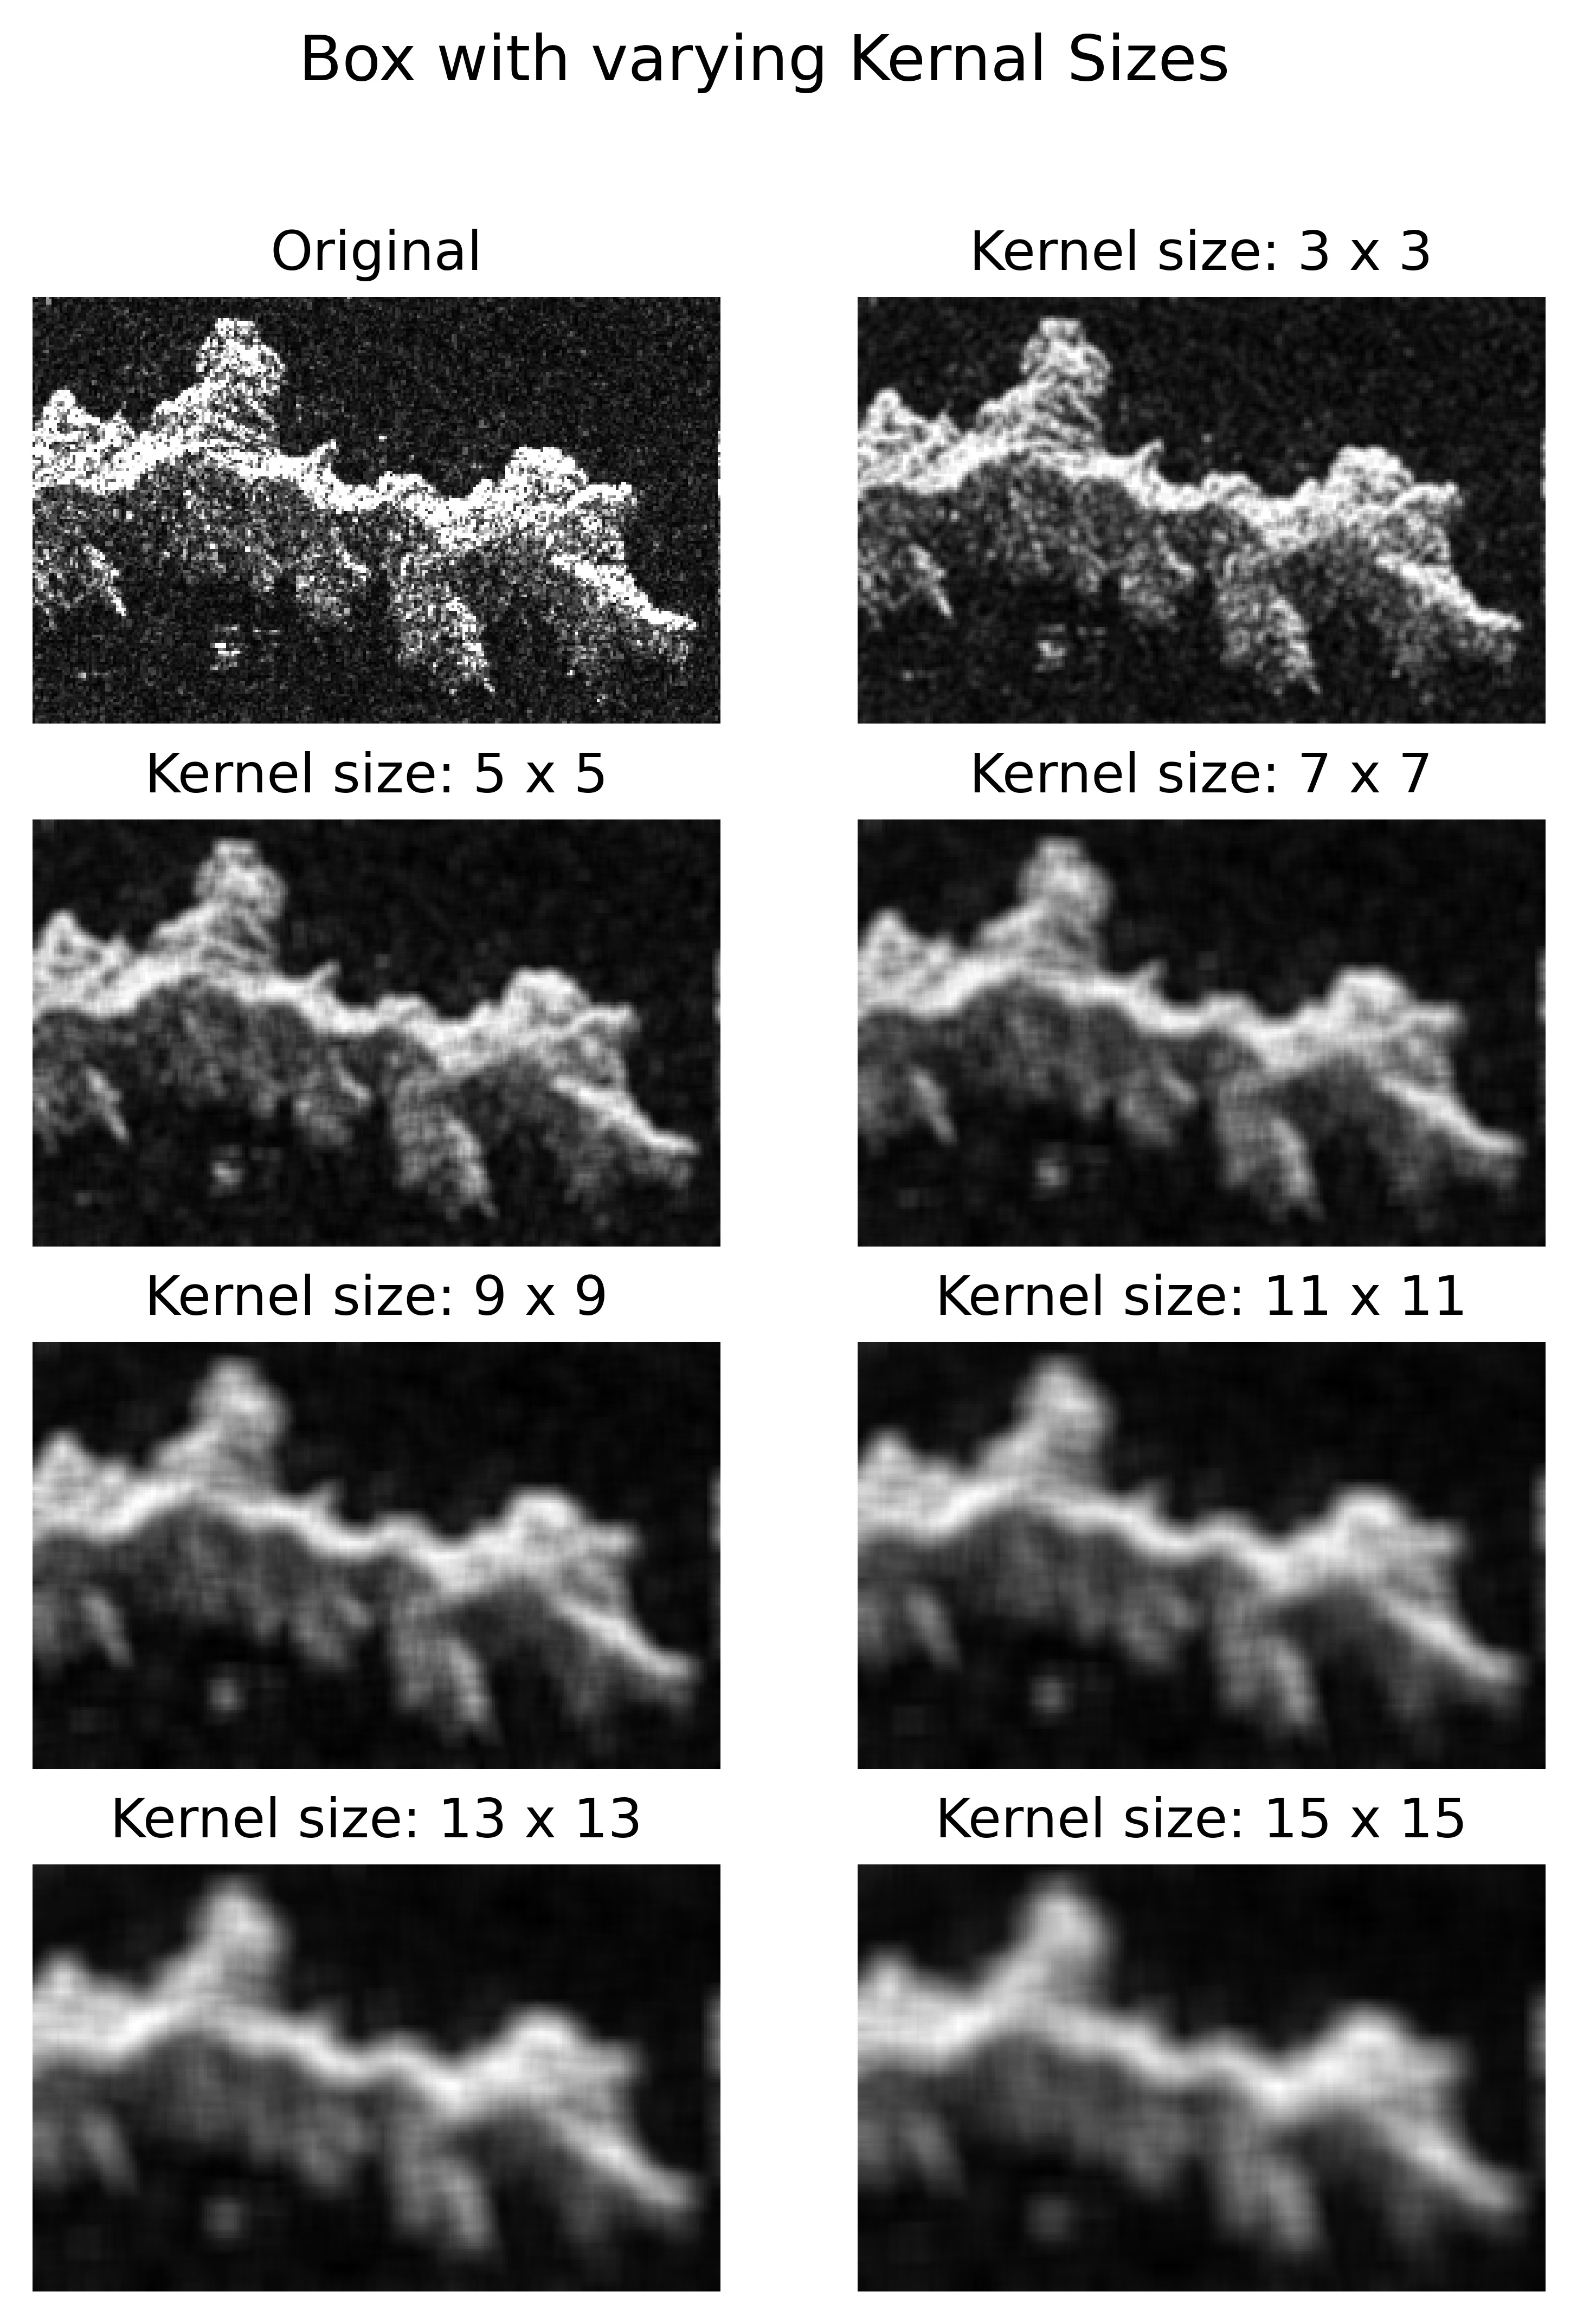 Box with varying Kernal Sizes
Original
Kernel size: 3 x 3
Kernel size: 5 x 5
Kernel size: 7 x 7
Kernel size: 9 x 9
Kernel size: 11 x 11
Kernel size: 13 x 13
Kernel size: 15 x 15